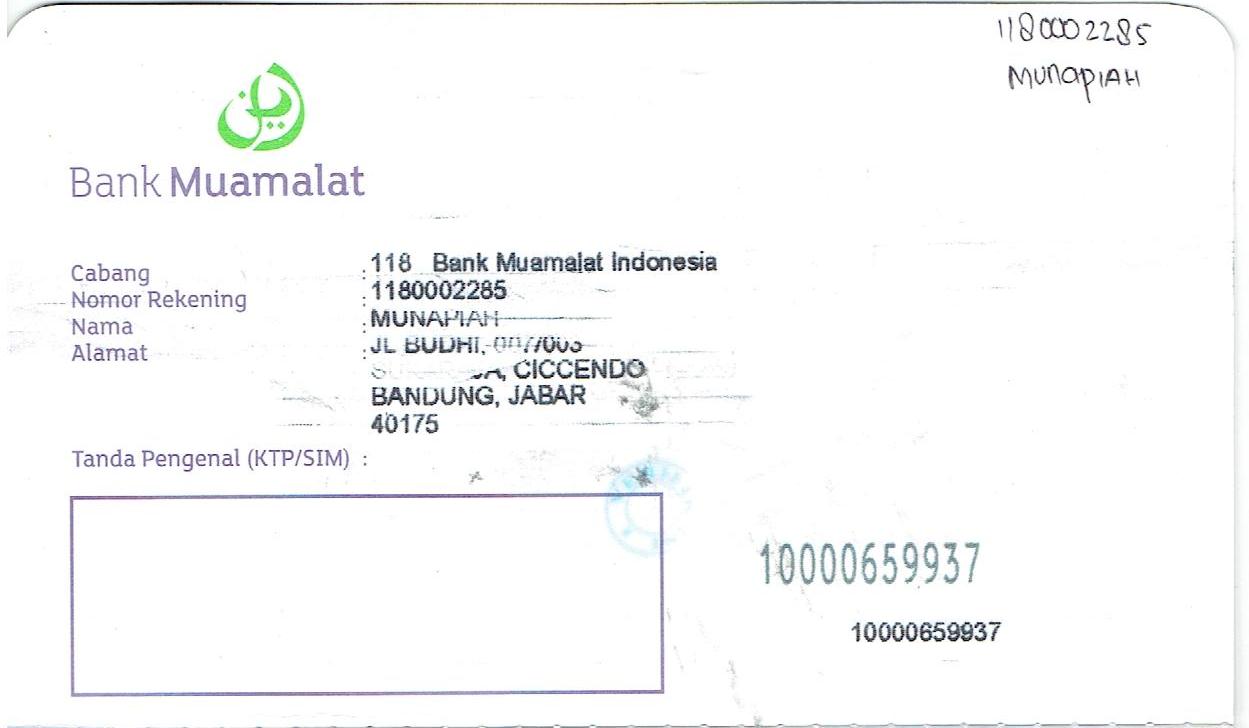 1180002285
MUNAPIAH
Bank Muamalat
Cabang : 118 Bank Muamalat Indonesia
Nomor Rekening : 1180002285
Nama : MUNAPIAH
Alamat : JL BUDHI, 007/003
CICCENDO
BANDUNG, JABAR
40175
Tanda Pengenal (KTP/SIM) :
10000659937
10000659937